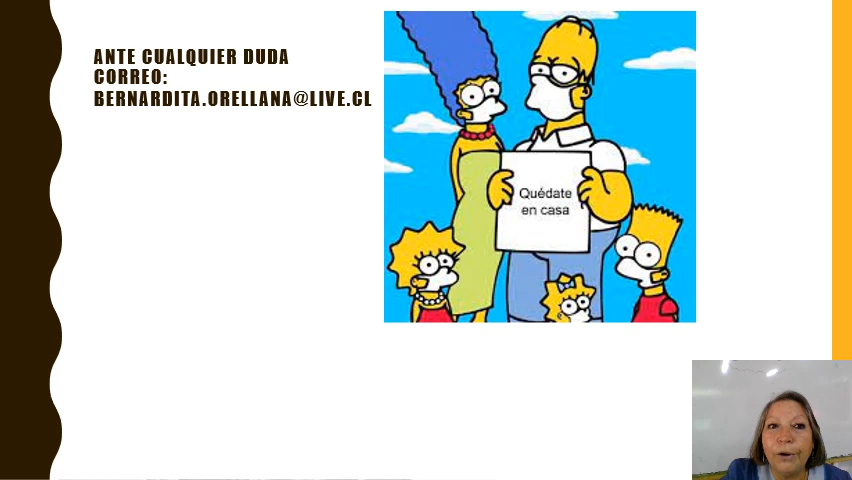 ANTE CUALQUIER DUDA
CORREO:
BERNARDITA.ORELLANA@LIVE.CL
Quédate
en casa